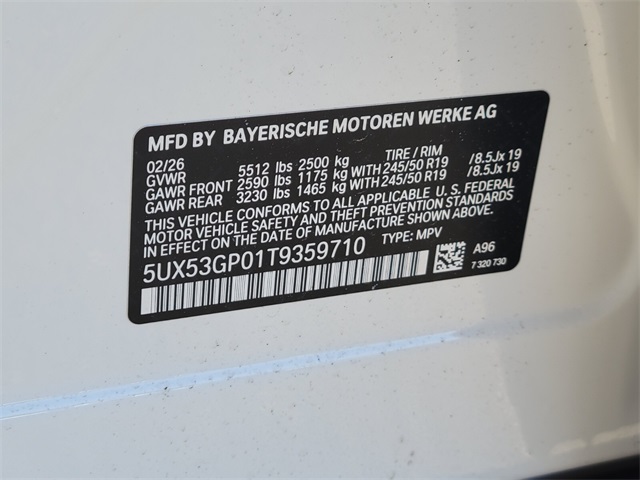 MFD BY BAYERISCHE MOTOREN WERKE AG
02/26 5512 lbs 2500 kg TIRE / RIM
GVWR
GAWR FRONT 2590 lbs 1175 kg WITH 245/50 R19 /8.5Jx 19
GAWR REAR 3230 lbs 1465 kg WITH 245/50 R19 /8.5Jx 19
THIS VEHICLE CONFORMS TO ALL APPLICABLE U.S. FEDERAL
MOTOR VEHICLE SAFETY AND THEFT PREVENTION STANDARDS
IN EFFECT ON THE DATE OF MANUFACTURE SHOWN ABOVE.
5UX53GP01T9359710 TYPE: MPV
A96
7 320 730